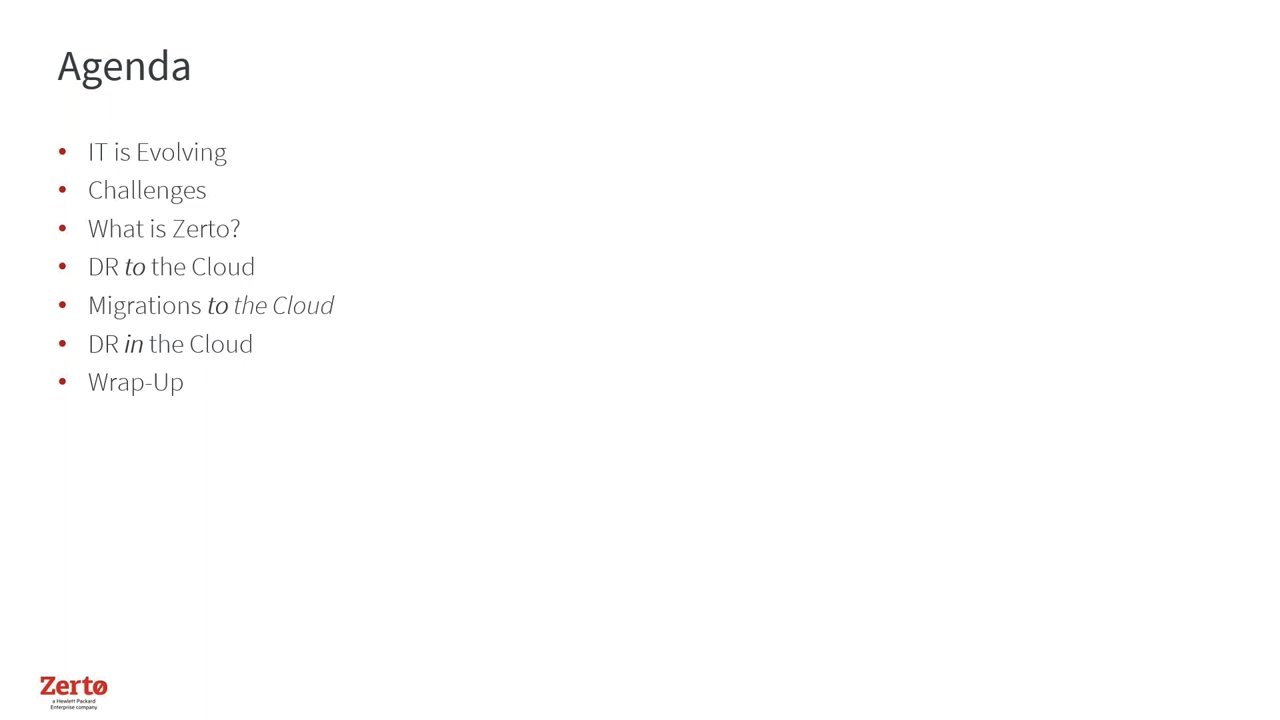 Agenda
• IT is Evolving
• Challenges
• What is Zerto?
• DR to the Cloud
• Migrations to the Cloud
• DR in the Cloud
• Wrap-Up
Zerto
a Hewlett Packard
Enterprise company